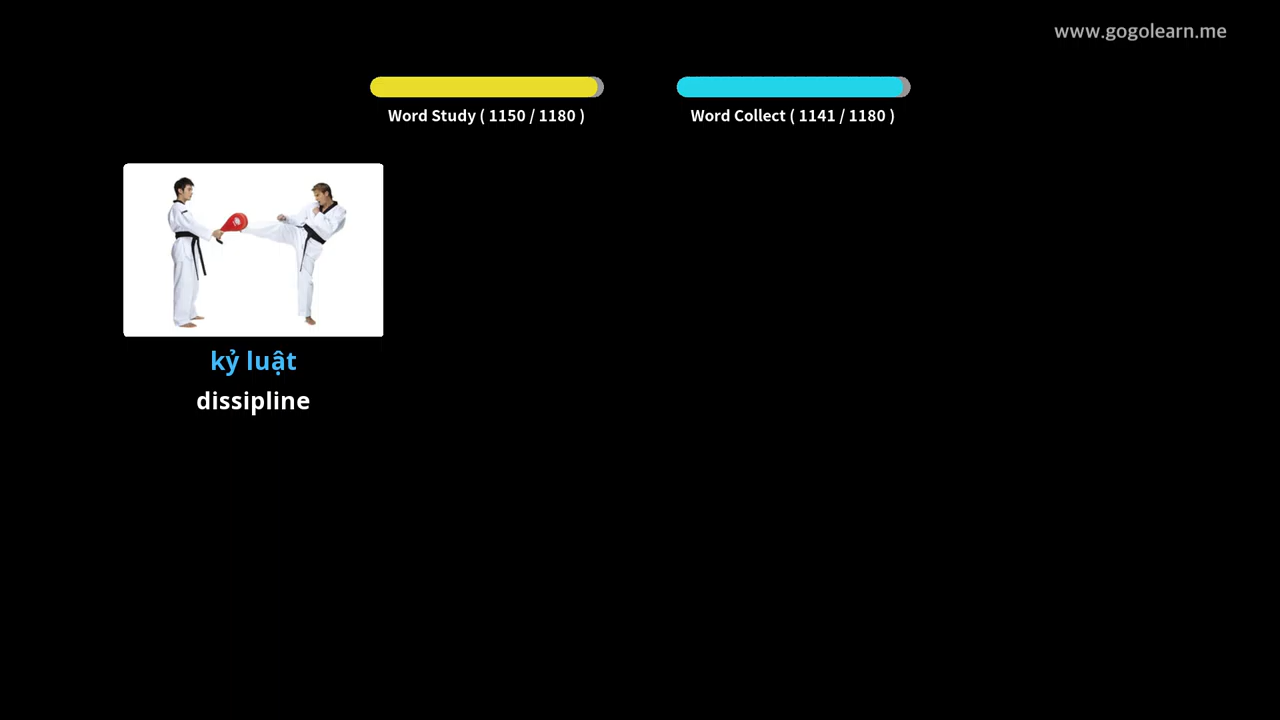 www.gogolearn.me
Word Study ( 1150 / 1180 )
Word Collect ( 1141 / 1180 )
kỷ luật
dissipline